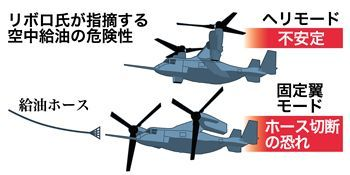 リボロ氏が指摘する
空中給油の危険性
ヘリモード
不安定
給油ホース
固定翼
モード
ホース切断
の恐れ